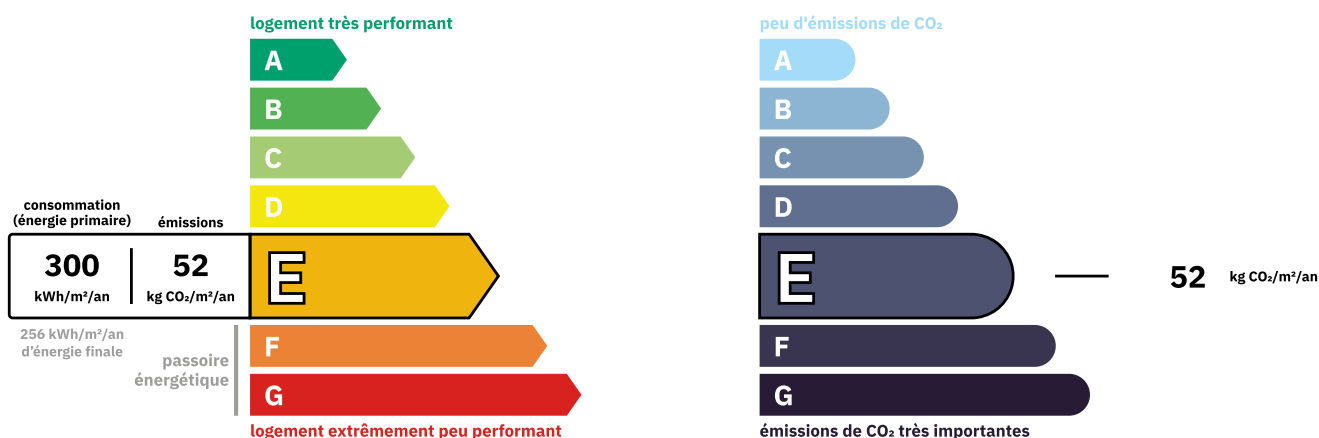 logement très performant
A
B
C
D
consommation
(énergie primaire)
émissions
300
kWh/m²/an
52
kg CO₂/m²/an
E
256 kWh/m²/an
d'énergie finale
passoire
énergétique
F
G
logement extrêmement peu performant
peu d'émissions de CO₂
A
B
C
D
E
52 kg CO₂/m²/an
F
G
émissions de CO₂ très importantes